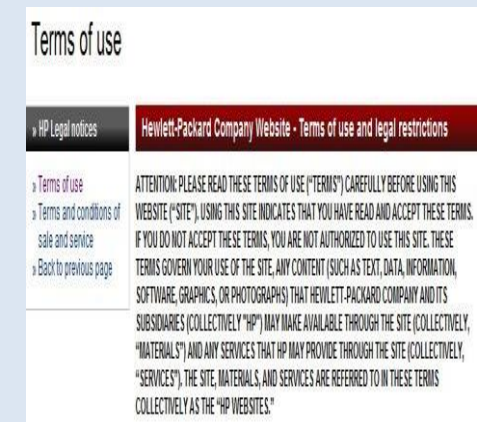 Terms of use
» HP Legal notices
» Terms of use
» Terms and conditions of
sale and service
» Back to previous page
Hewlett-Packard Company Website - Terms of use and legal restrictions
ATTENTION: PLEASE READ THESE TERMS OF USE ("TERMS") CAREFULLY BEFORE USING THIS
WEBSITE ("SITE"). USING THIS SITE INDICATES THAT YOU HAVE READ AND ACCEPT THESE TERMS.
IF YOU DO NOT ACCEPT THESE TERMS, YOU ARE NOT AUTHORIZED TO USE THIS SITE. THESE
TERMS GOVERN YOUR USE OF THE SITE, ANY CONTENT (SUCH AS TEXT, DATA, INFORMATION,
SOFTWARE, GRAPHICS, OR PHOTOGRAPHS) THAT HEWLETT-PACKARD COMPANY AND ITS
SUBSIDIARIES (COLLECTIVELY "HP") MAY MAKE AVAILABLE THROUGH THE SITE (COLLECTIVELY,
"MATERIALS") AND ANY SERVICES THAT HP MAY PROVIDE THROUGH THE SITE (COLLECTIVELY,
"SERVICES"). THE SITE, MATERIALS, AND SERVICES ARE REFERRED TO IN THESE TERMS
COLLECTIVELY AS THE "HP WEBSITES."